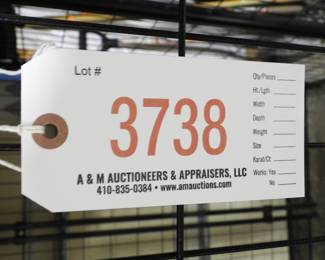 Lot #
3738
A & M AUCTIONEERS & APPRAISERS, LLC
410-835-0384 • www.amauctions.com
Qty/Pieces
Ht./Lgth
Width
Depth
Weight
Size
Karat/Ct
Works: Yes
No